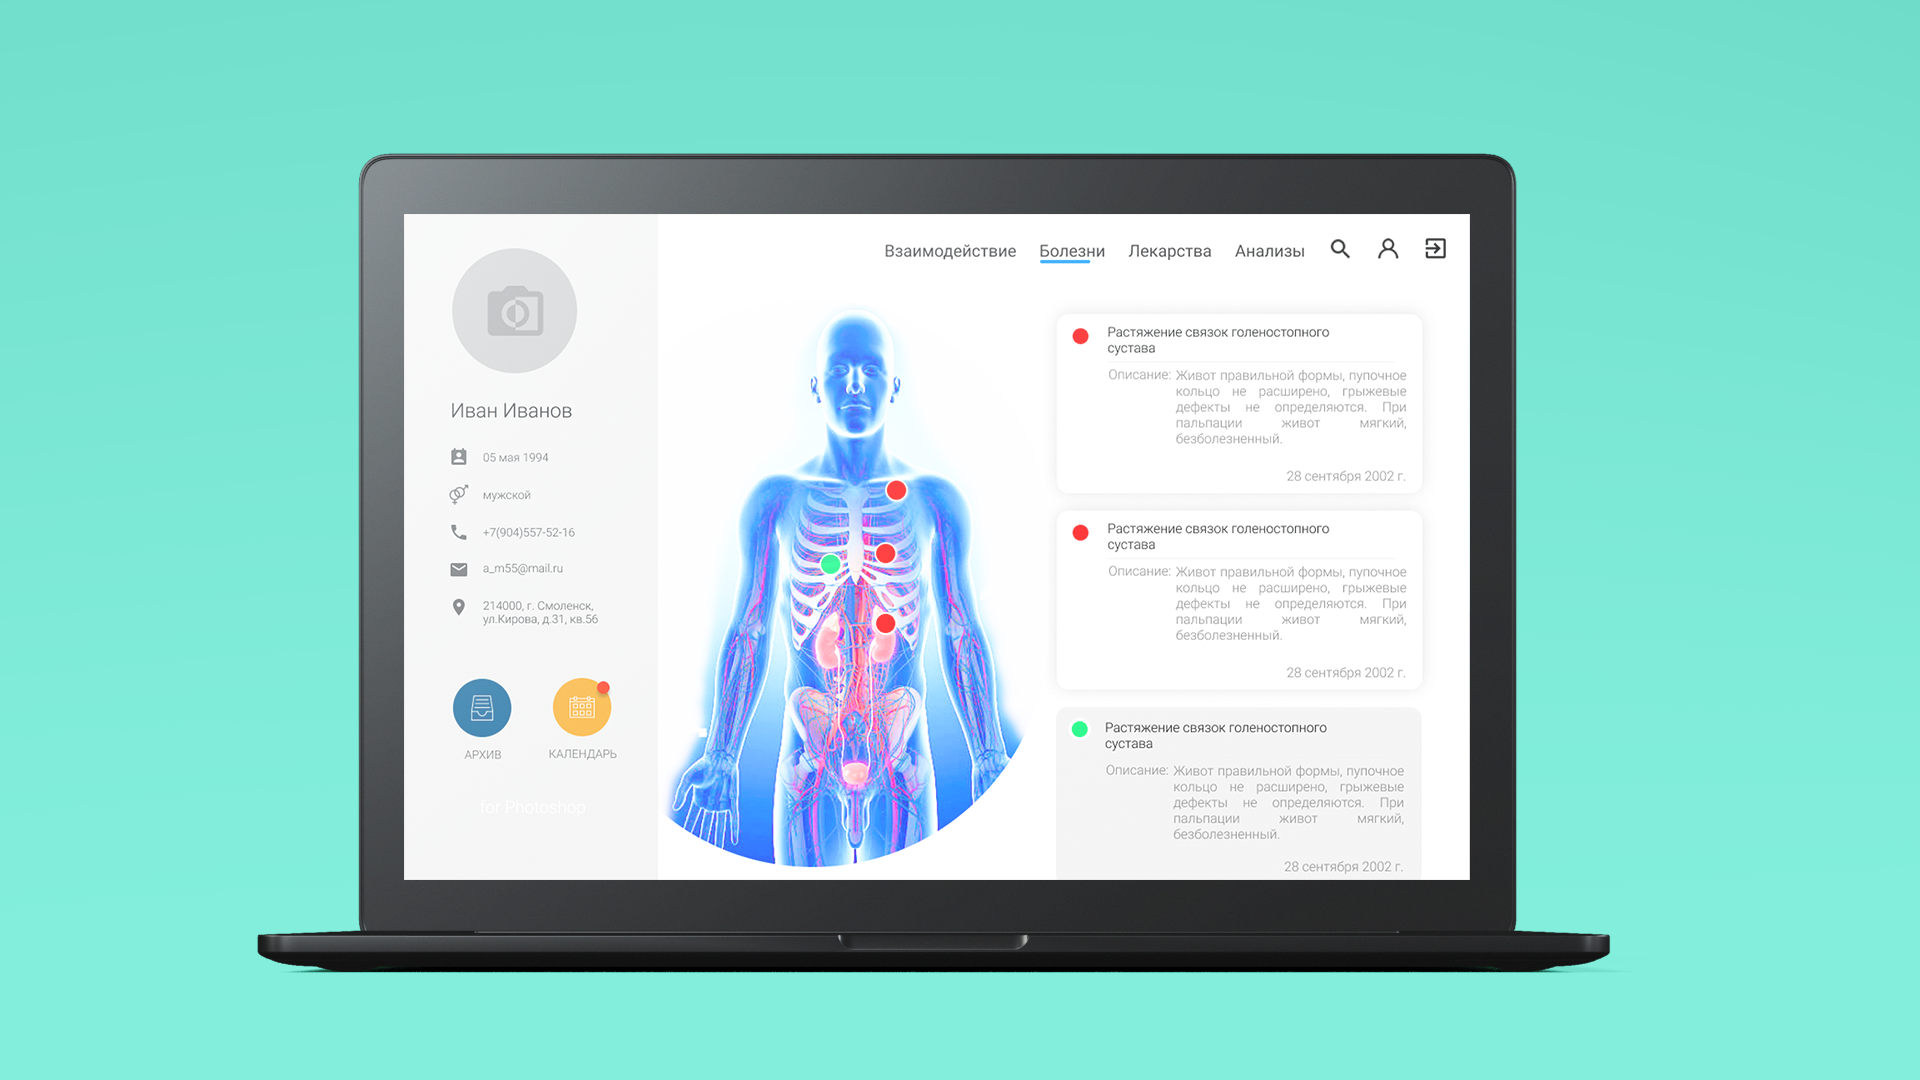 Взаимодействие Болезни Лекарства Анализы
Иван Иванов
05 мая 1994
мужской
+7(904)557-52-16
a_m55@mail.ru
214000, г. Смоленск,
ул.Кирова, д.31, кв.56
АРХИВ
КАЛЕНДАРЬ
for Photoshop
Растяжение связок голеностопного
сустава
Описание: Живот правильной формы, пупочное
кольцо не расширено, грыжевые
дефекты не определяются. При
пальпации живот мягкий,
безболезненный.
28 сентября 2002 г.
Растяжение связок голеностопного
сустава
Описание: Живот правильной формы, пупочное
кольцо не расширено, грыжевые
дефекты не определяются. При
пальпации живот мягкий,
безболезненный.
28 сентября 2002 г.
Растяжение связок голеностопного
сустава
Описание: Живот правильной формы, пупочное
кольцо не расширено, грыжевые
дефекты не определяются. При
пальпации живот мягкий,
безболезненный.
28 сентября 2002 г.